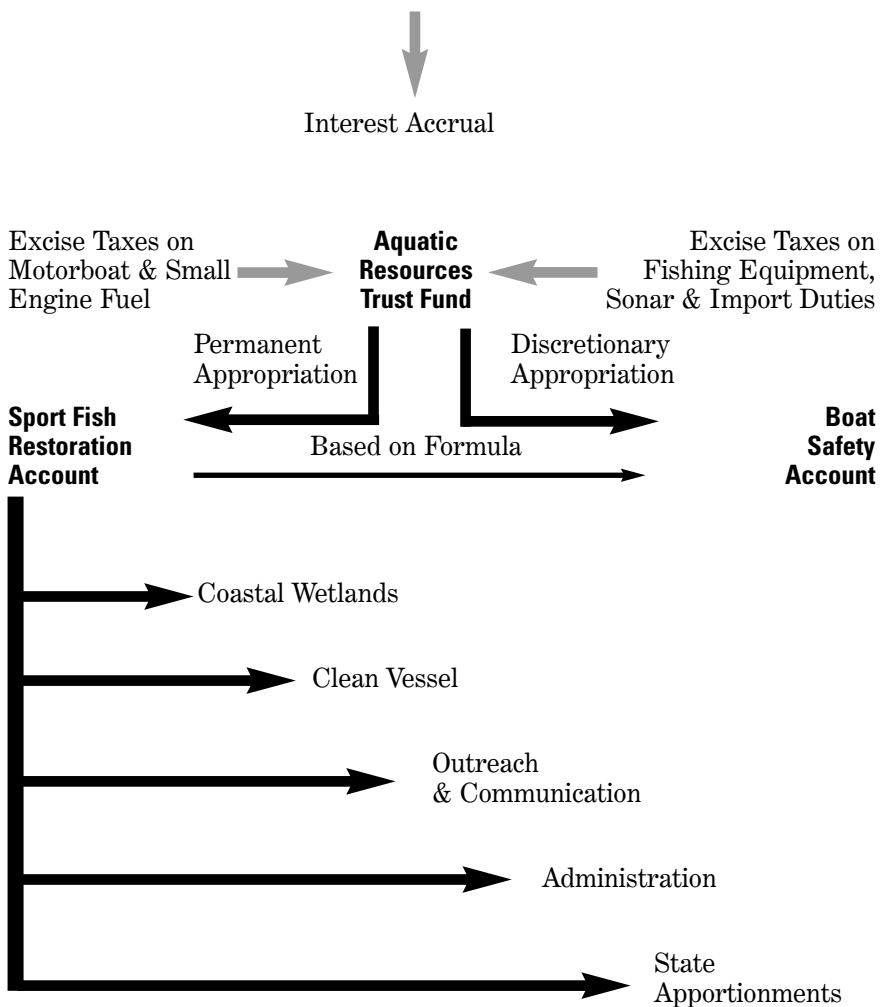 Interest Accrual
Excise Taxes on
Motorboat & Small
Engine Fuel
Aquatic
Resources
Trust Fund
Excise Taxes on
Fishing Equipment,
Sonar & Import Duties
Permanent
Appropriation
Discretionary
Appropriation
Sport Fish
Restoration
Account
Based on Formula
Boat
Safety
Account
Coastal Wetlands
Clean Vessel
Outreach
& Communication
Administration
State
Apportionments